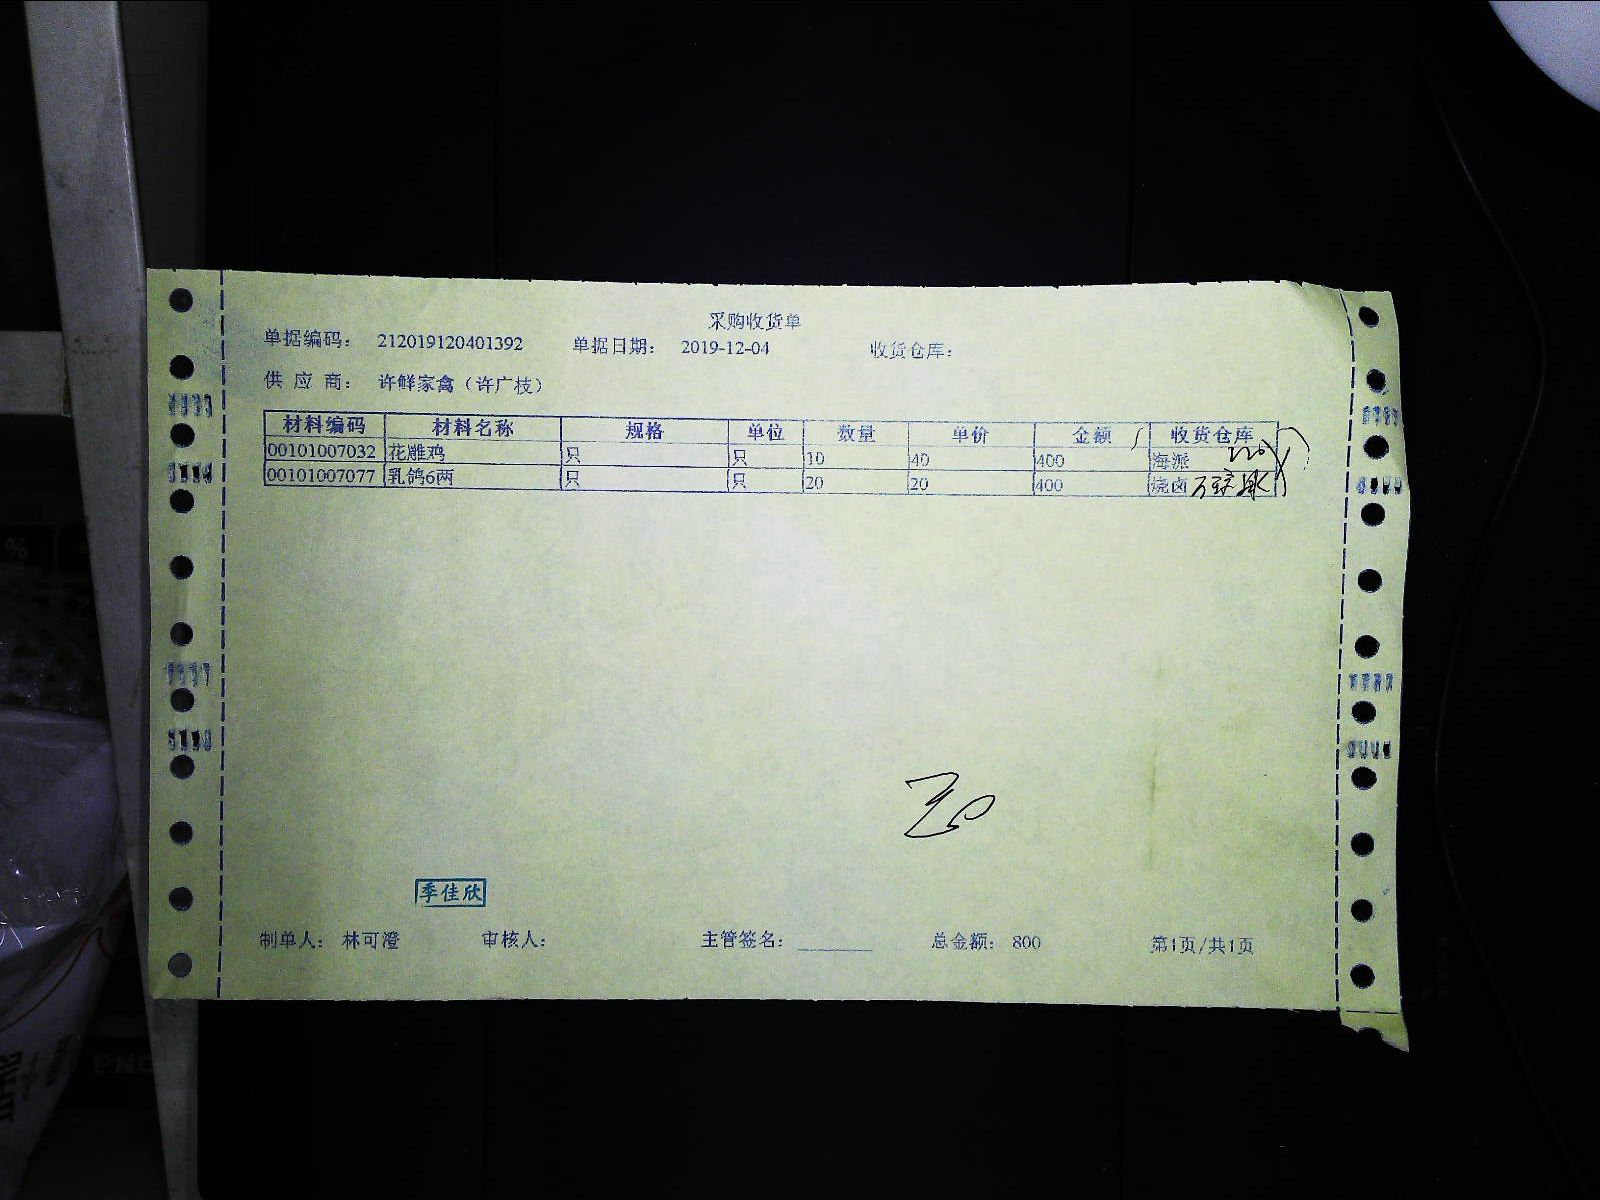 采购收货单
单据编码: 212019120401392 单据日期: 2019-12-04 收货仓库:
供 应 商: 许鲜家禽(许广枝)
材料编码 材料名称 规格 单位 数量 单价 金额 收货仓库
00101007032 花雕鸡 只 只 10 40 400 海派
00101007077 乳鸽6两 只 只 20 20 400 烧卤
季佳欣
制单人: 林可澄 审核人: 主管签名: 总金额: 800 第1页/共1页